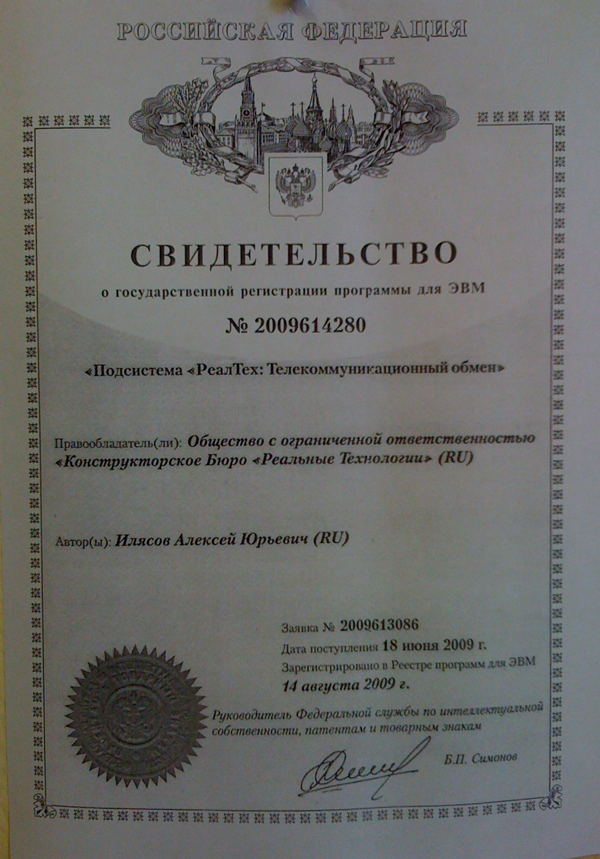 РОССИЙСКАЯ ФЕДЕРАЦИЯ
СВИДЕТЕЛЬСТВО
о государственной регистрации программы для ЭВМ
№ 2009614280
«Подсистема «РеалТех: Телекоммуникационный обмен»
Правообладатель(ли): Общество с ограниченной ответственностью
«Конструкторское Бюро «Реальные Технологии» (RU)
Автор(ы): Илясов Алексей Юрьевич (RU)
Заявка № 2009613086
Дата поступления 18 июня 2009 г.
Зарегистрировано в Реестре программ для ЭВМ
14 августа 2009 г.
Руководитель Федеральной службы по интеллектуальной
собственности, патентам и товарным знакам
Б.П. Симонов